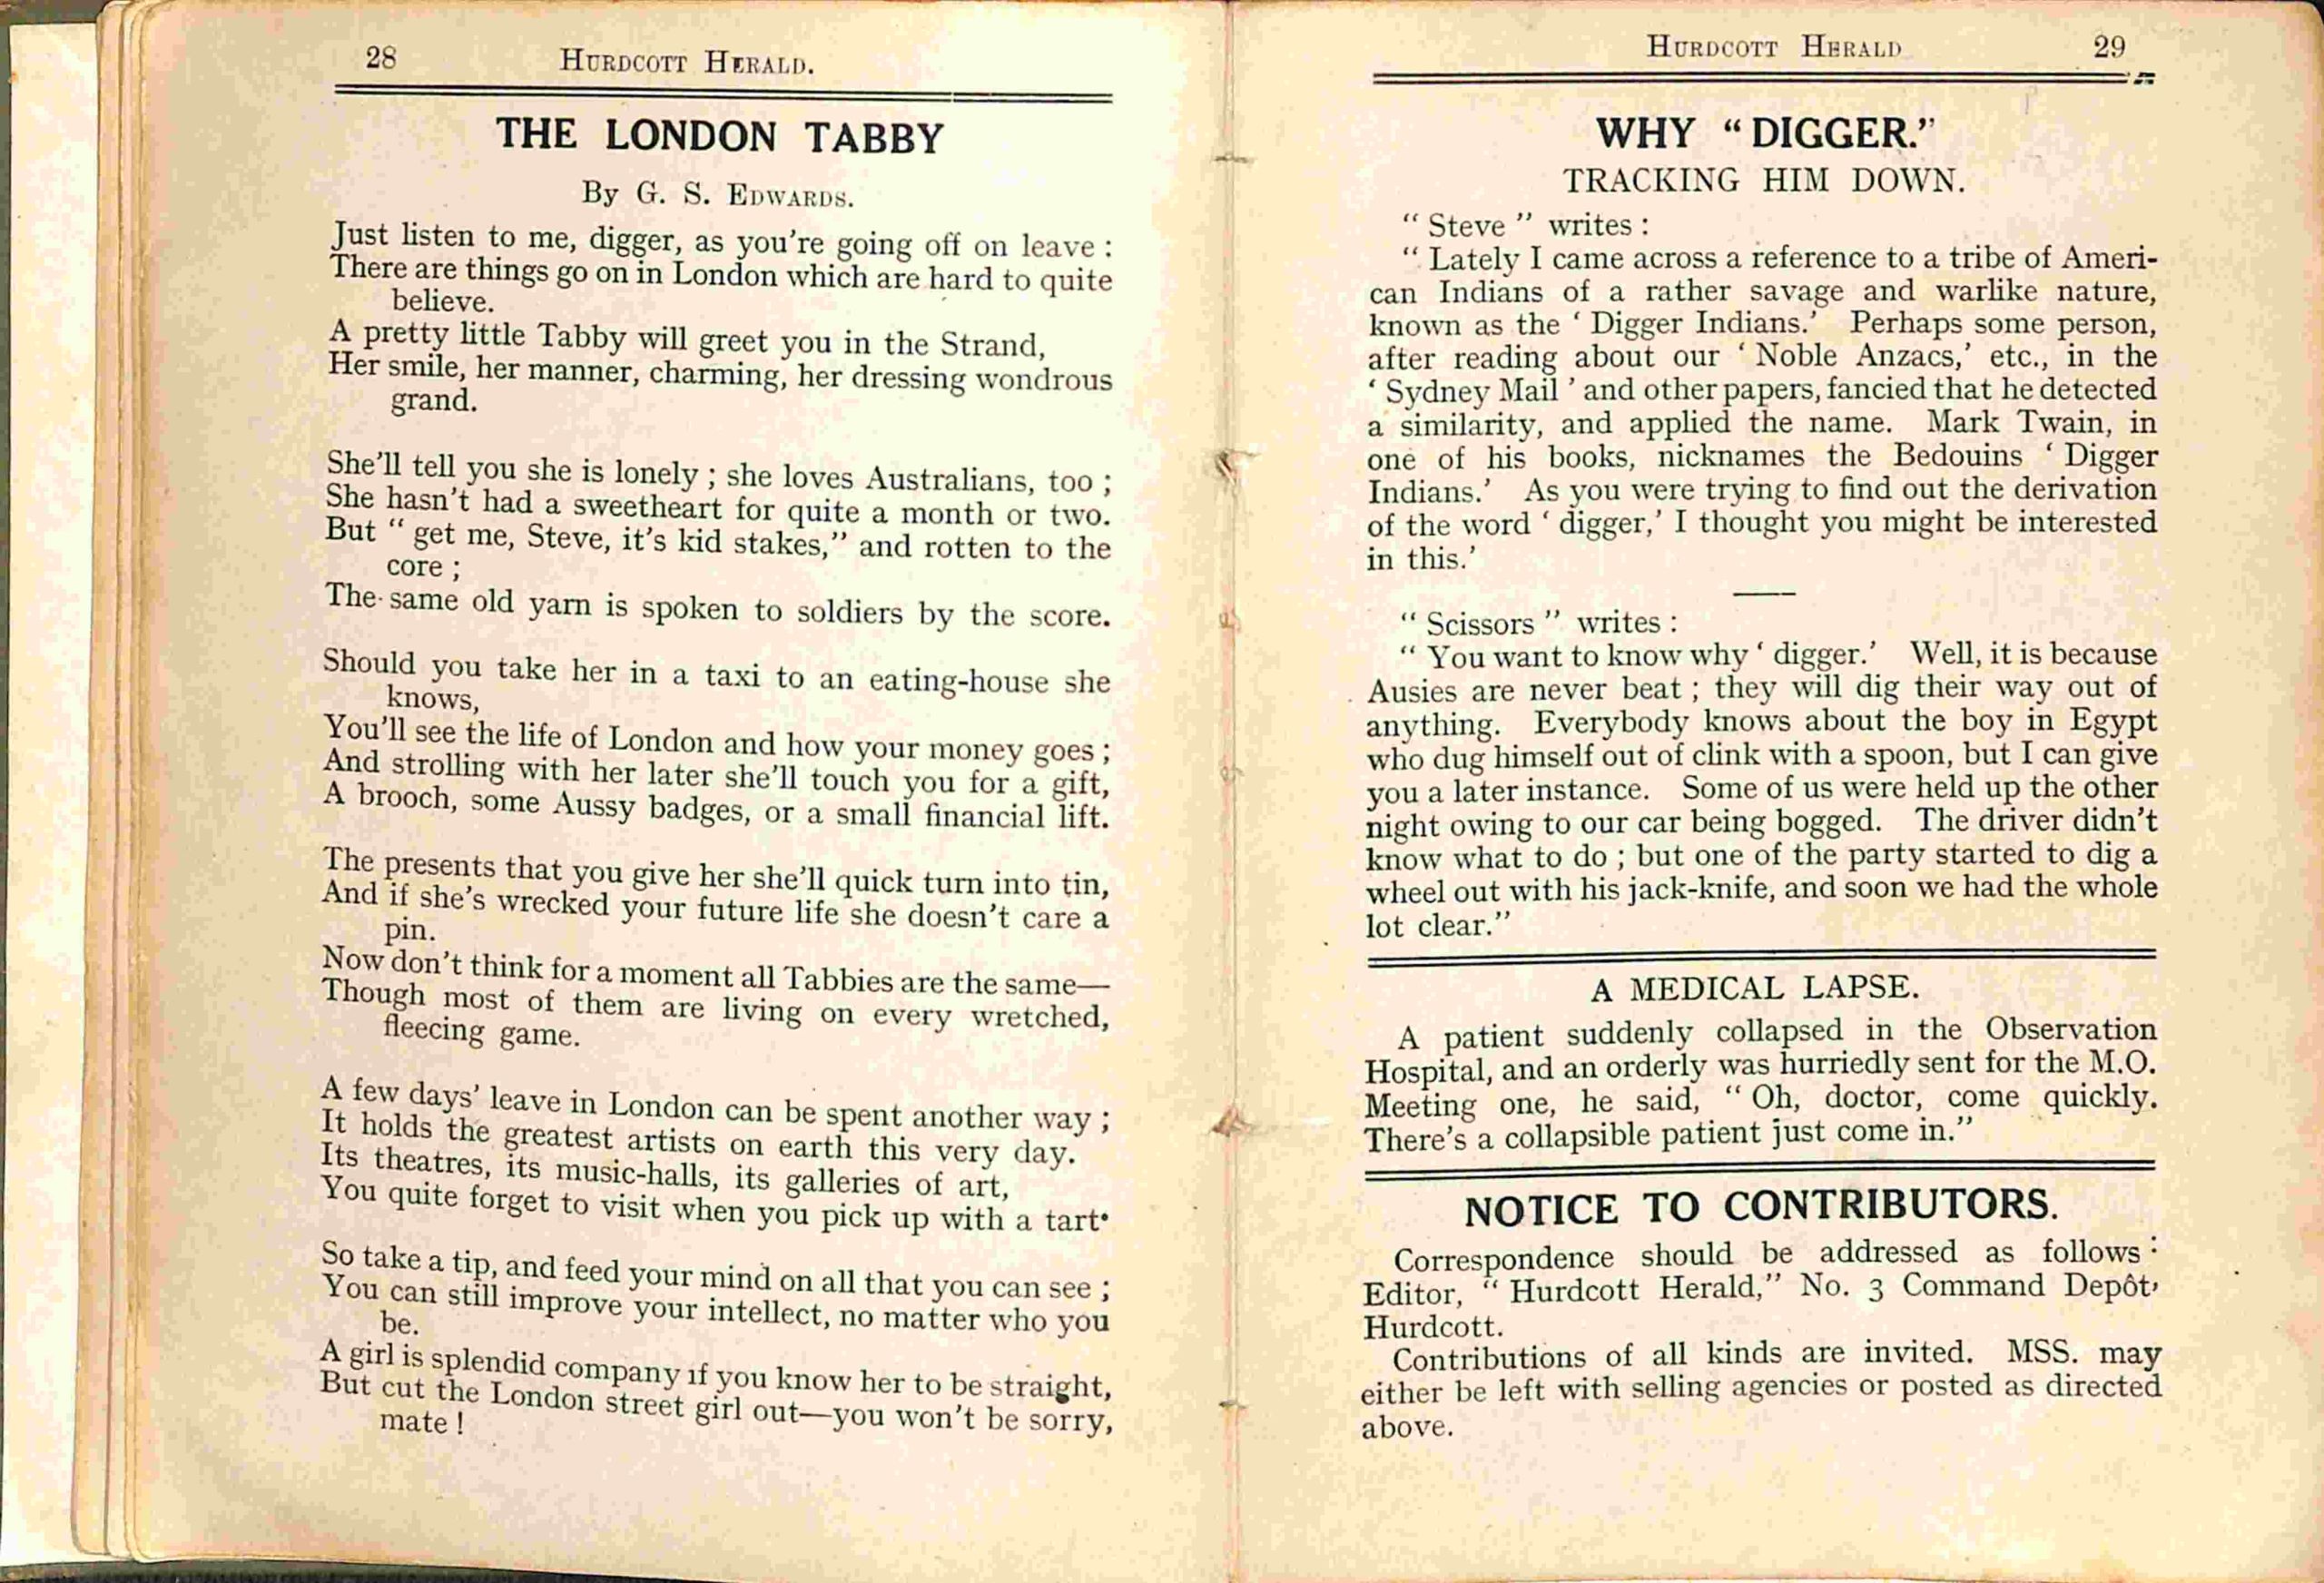 28 HURDCOTT HERALD.
THE LONDON TABBY
By G. S. EDWARDS.
Just listen to me, digger, as you're going off on leave :
There are things go on in London which are hard to quite
believe.
A pretty little Tabby will greet you in the Strand,
Her smile, her manner, charming, her dressing wondrous
grand.
She'll tell you she is lonely ; she loves Australians, too ;
She hasn't had a sweetheart for quite a month or two.
But “ get me, Steve, it's kid stakes,” and rotten to the
core ;
The same old yarn is spoken to soldiers by the score.
Should you take her in a taxi to an eating-house she
knows,
You'll see the life of London and how your money goes ;
And strolling with her later she'll touch you for a gift,
A brooch, some Aussy badges, or a small financial lift.
The presents that you give her she'll quick turn into tin,
And if she's wrecked your future life she doesn't care a
pin.
Now don't think for a moment all Tabbies are the same—
Though most of them are living on every wretched,
fleecing game.
A few days' leave in London can be spent another way ;
It holds the greatest artists on earth this very day.
Its theatres, its music-halls, its galleries of art,
You quite forget to visit when you pick up with a tart.
So take a tip, and feed your mind on all that you can see ;
You can still improve your intellect, no matter who you
be.
A girl is splendid company if you know her to be straight,
But cut the London street girl out—you won't be sorry,
mate !
HURDCOTT HERALD 29
WHY “ DIGGER.”
TRACKING HIM DOWN.
“ Steve ” writes :
“ Lately I came across a reference to a tribe of Ameri-
can Indians of a rather savage and warlike nature,
known as the ‘ Digger Indians.’ Perhaps some person,
after reading about our ‘ Noble Anzacs,’ etc., in the
‘ Sydney Mail ’ and other papers, fancied that he detected
a similarity, and applied the name. Mark Twain, in
one of his books, nicknames the Bedouins ‘ Digger
Indians.’ As you were trying to find out the derivation
of the word ‘ digger,’ I thought you might be interested
in this.’
“ Scissors ” writes :
“ You want to know why ‘ digger.’ Well, it is because
Ausies are never beat ; they will dig their way out of
anything. Everybody knows about the boy in Egypt
who dug himself out of clink with a spoon, but I can give
you a later instance. Some of us were held up the other
night owing to our car being bogged. The driver didn't
know what to do ; but one of the party started to dig a
wheel out with his jack-knife, and soon we had the whole
lot clear.”
A MEDICAL LAPSE.
A patient suddenly collapsed in the Observation
Hospital, and an orderly was hurriedly sent for the M.O.
Meeting one, he said, “ Oh, doctor, come quickly.
There's a collapsible patient just come in.”
NOTICE TO CONTRIBUTORS.
Correspondence should be addressed as follows :
Editor, “ Hurdcott Herald,” No. 3 Command Depôt,
Hurdcott.
Contributions of all kinds are invited. MSS. may
either be left with selling agencies or posted as directed
above.